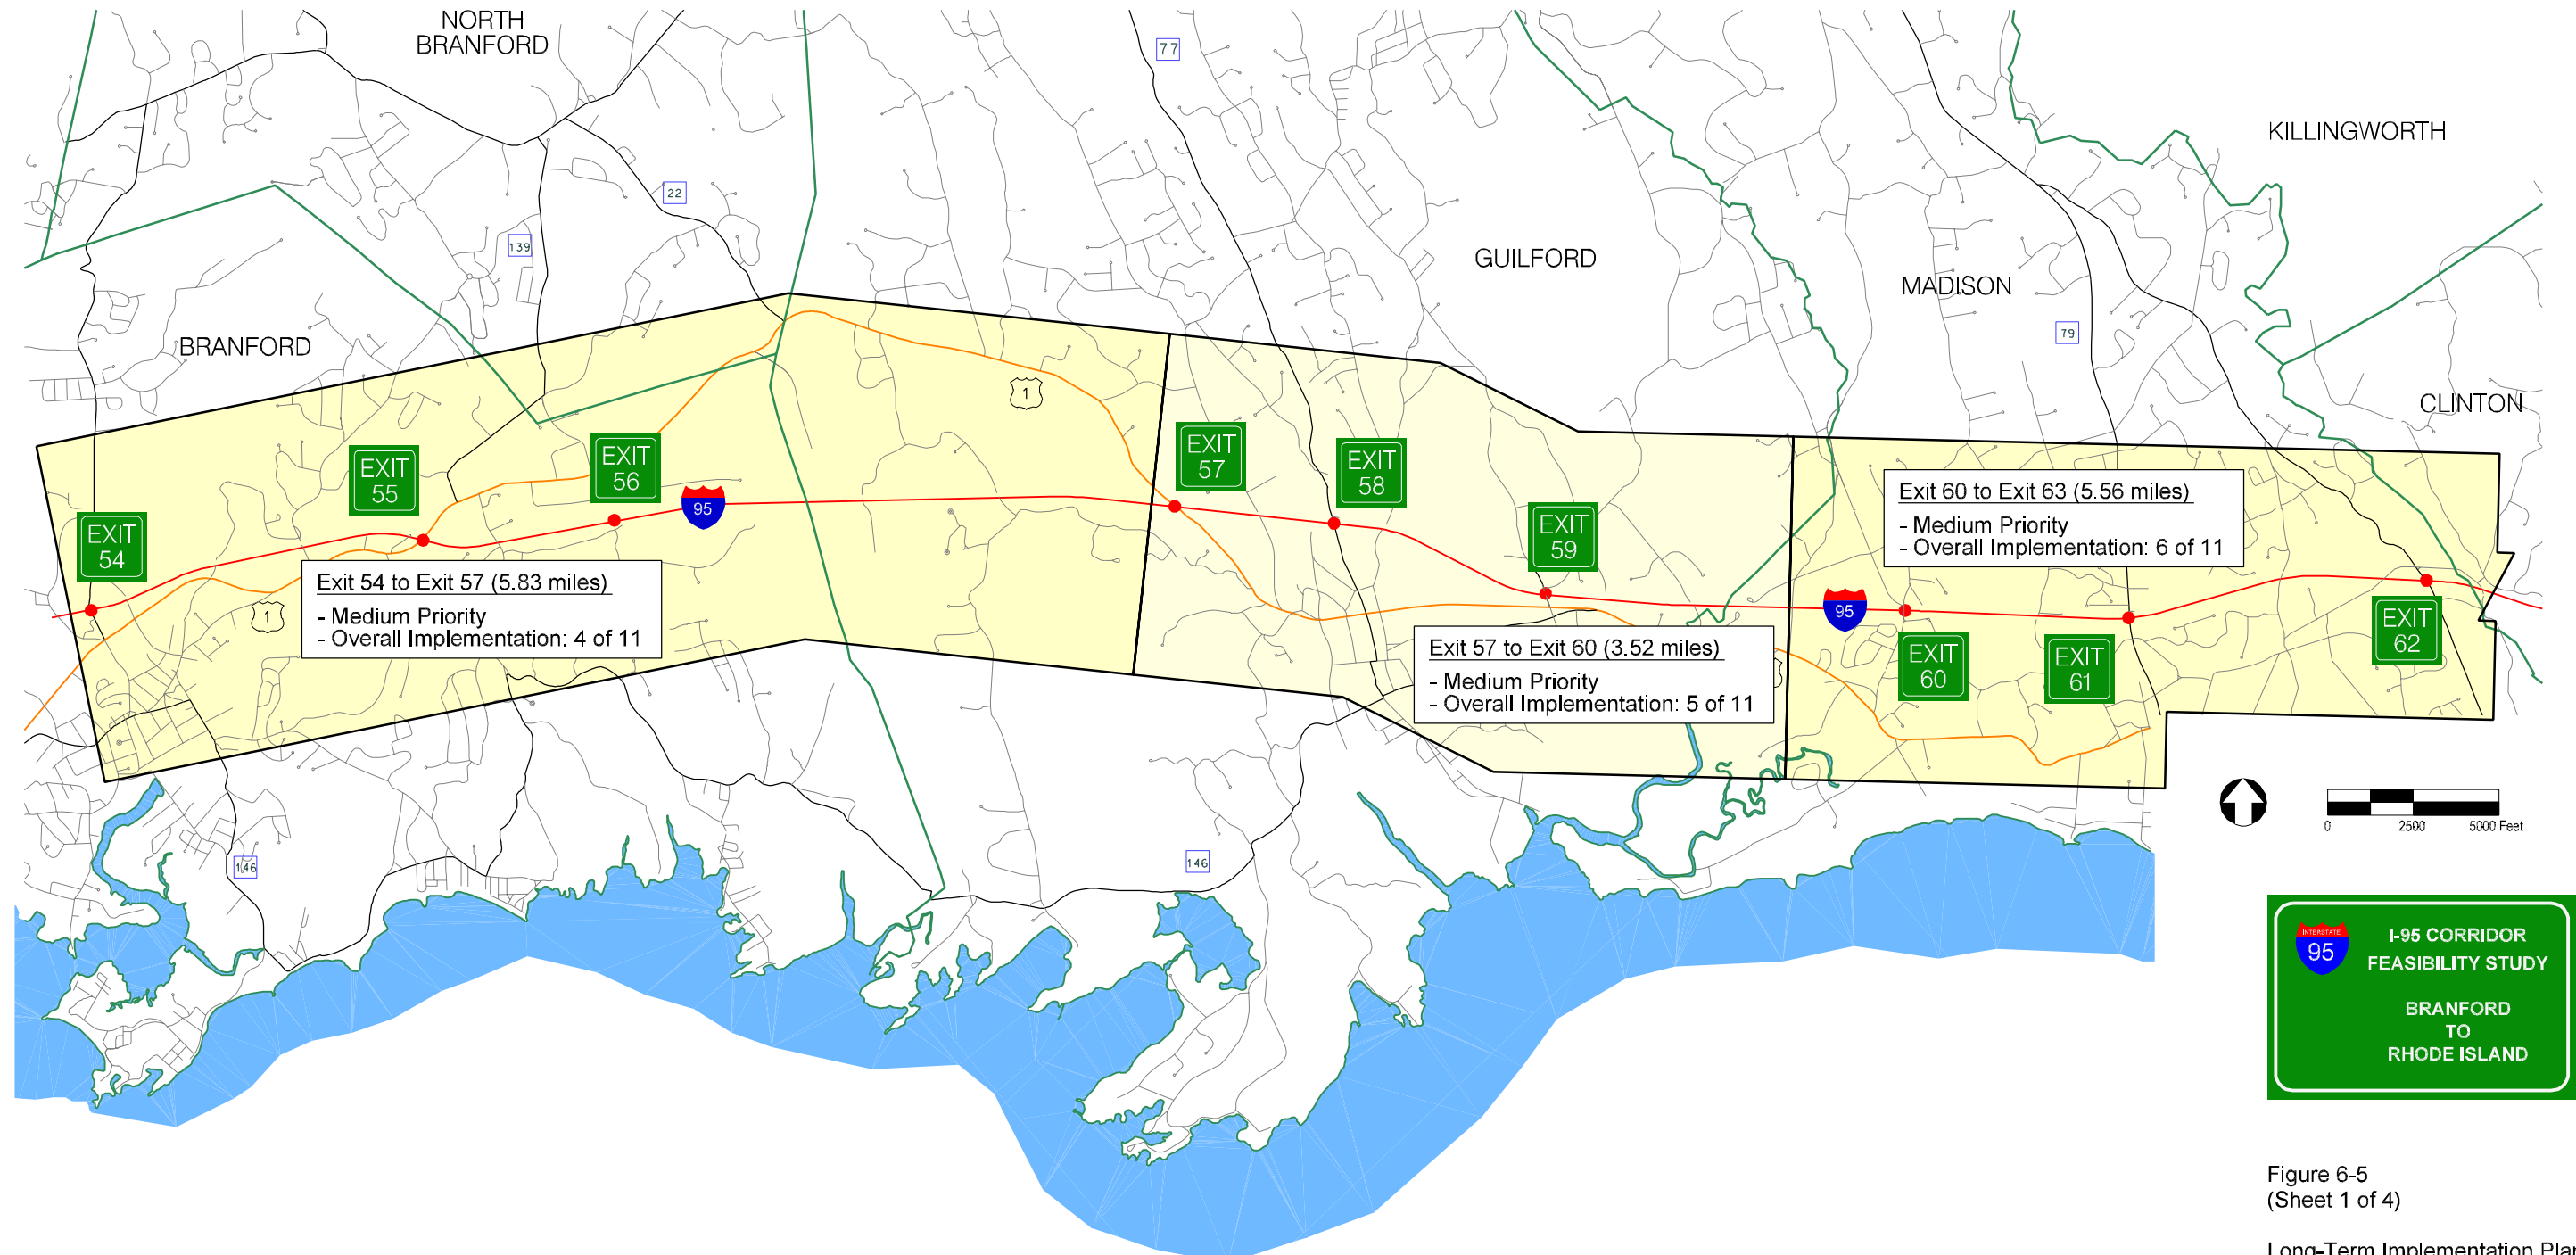 NORTH
BRANFORD
77
KILLINGWORTH
22
139
GUILFORD
MADISON
BRANFORD
79
1
CLINTON
EXIT
54
EXIT
55
EXIT
56
95
EXIT
57
EXIT
58
EXIT
59
Exit 60 to Exit 63 (5.56 miles)
- Medium Priority
- Overall Implementation: 6 of 11
Exit 54 to Exit 57 (5.83 miles)
- Medium Priority
- Overall Implementation: 4 of 11
1
95
EXIT
60
EXIT
61
EXIT
62
Exit 57 to Exit 60 (3.52 miles)
- Medium Priority
- Overall Implementation: 5 of 11
0 2500 5000 Feet
146
146
INTERSTATE
95
I-95 CORRIDOR
FEASIBILITY STUDY
BRANFORD
TO
RHODE ISLAND
Figure 6-5
(Sheet 1 of 4)
Long-Term Implementation Plan